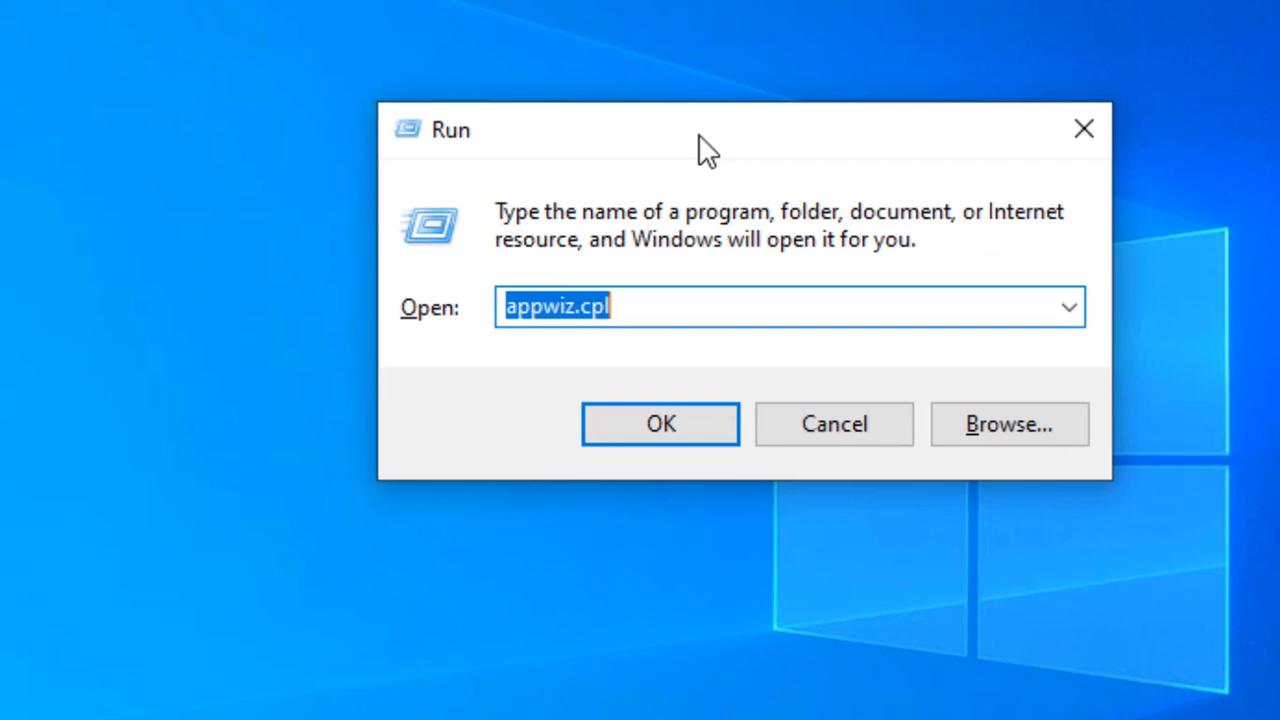 Run
Type the name of a program, folder, document, or Internet
resource, and Windows will open it for you.
Open:
appwiz.cpl
OK
Cancel
Browse...